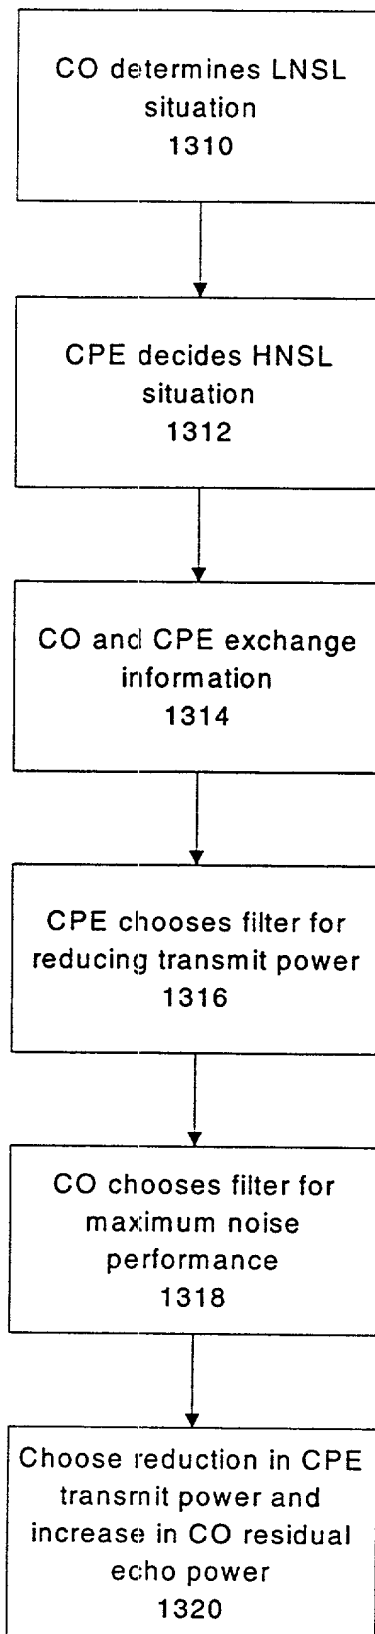 CO determines LNSL
situation
1310
CPE decides HNSL
situation
1312
CO and CPE exchange
information
1314
CPE chooses filter for
reducing transmit power
1316
CO chooses filter for
maximum noise
performance
1318
Choose reduction in CPE
transmit power and
increase in CO residual
echo power
1320